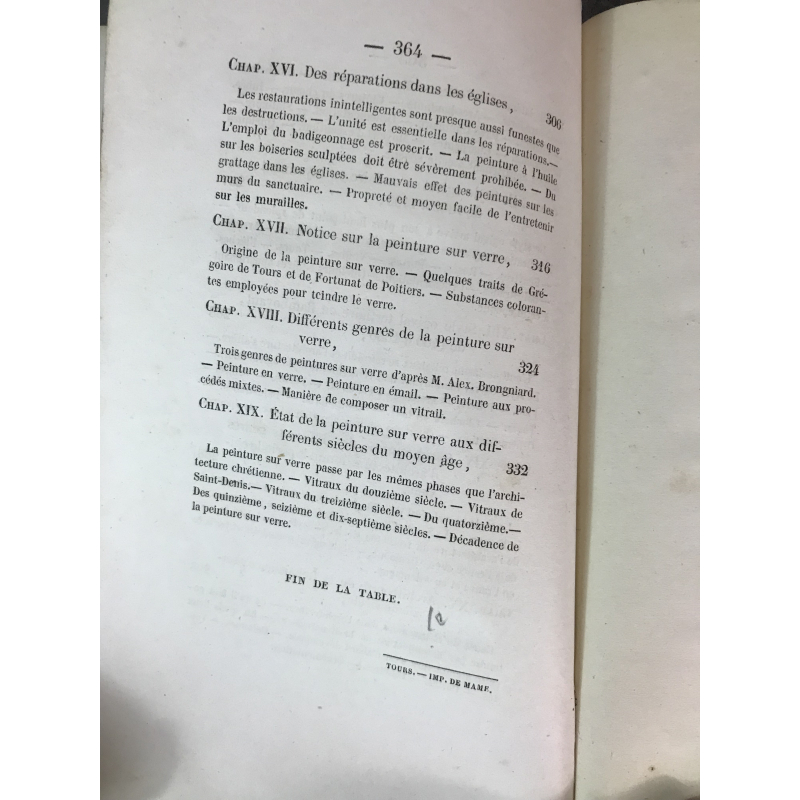 — 364 —
CHAP. XVI. Des réparations dans les églises, 306
Les restaurations inintelligentes sont presque aussi funestes que
les destructions. — L'unité est essentielle dans les réparations.—
L'emploi du badigeonnage est proscrit. — La peinture à l'huile
sur les boiseries sculptées doit être sévèrement prohibée. — Du
grattage dans les églises. — Mauvais effet des peintures sur les
murs du sanctuaire. — Propreté et moyen facile de l'entretenir
sur les murailles.
CHAP. XVII. Notice sur la peinture sur verre, 316
Origine de la peinture sur verre. — Quelques traits de Gré-
goire de Tours et de Fortunat de Poitiers. — Substances coloran-
tes employées pour teindre le verre.
CHAP. XVIII. Différents genres de la peinture sur
verre, 324
Trois genres de peintures sur verre d'après M. Alex. Brongniard.
— Peinture en verre. — Peinture en émail. — Peinture aux pro-
cédés mixtes. — Manière de composer un vitrail.
CHAP. XIX. État de la peinture sur verre aux dif-
férents siècles du moyen âge, 332
La peinture sur verre passe par les mêmes phases que l'archi-
tecture chrétienne. — Vitraux du douzième siècle. — Vitraux de
Saint-Denis.— Vitraux du treizième siècle. — Du quatorzième.—
Des quinzième, seizième et dix-septième siècles. — Décadence de
la peinture sur verre.
FIN DE LA TABLE.
TOURS. — IMP. DE MAME.